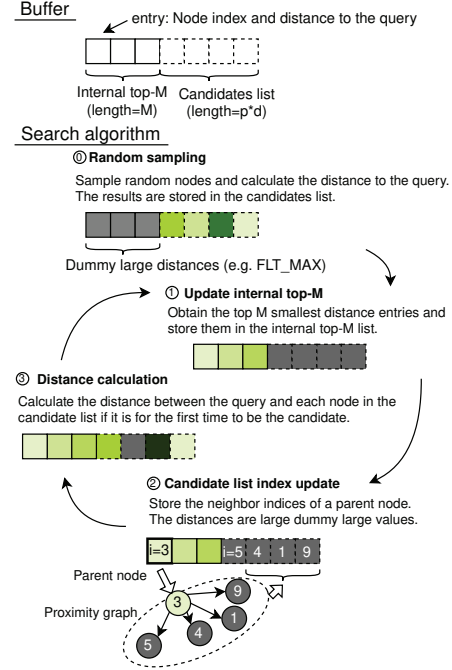 Buffer
entry: Node index and distance to the query
Internal top-M
(length=M)
Candidates list
(length=p*d)
Search algorithm
⓪ Random sampling
Sample random nodes and calculate the distance to the query.
The results are stored in the candidates list.
Dummy large distances (e.g. FLT_MAX)
① Update internal top-M
Obtain the top M smallest distance entries and
store them in the internal top-M list.
③ Distance calculation
Calculate the distance between the query and each node in the
candidate list if it is for the first time to be the candidate.
② Candidate list index update
Store the neighbor indices of a parent node.
The distances are large dummy large values.
i=3 i=5 4 1 9
Parent node
Proximity graph
3
9
1
4
5